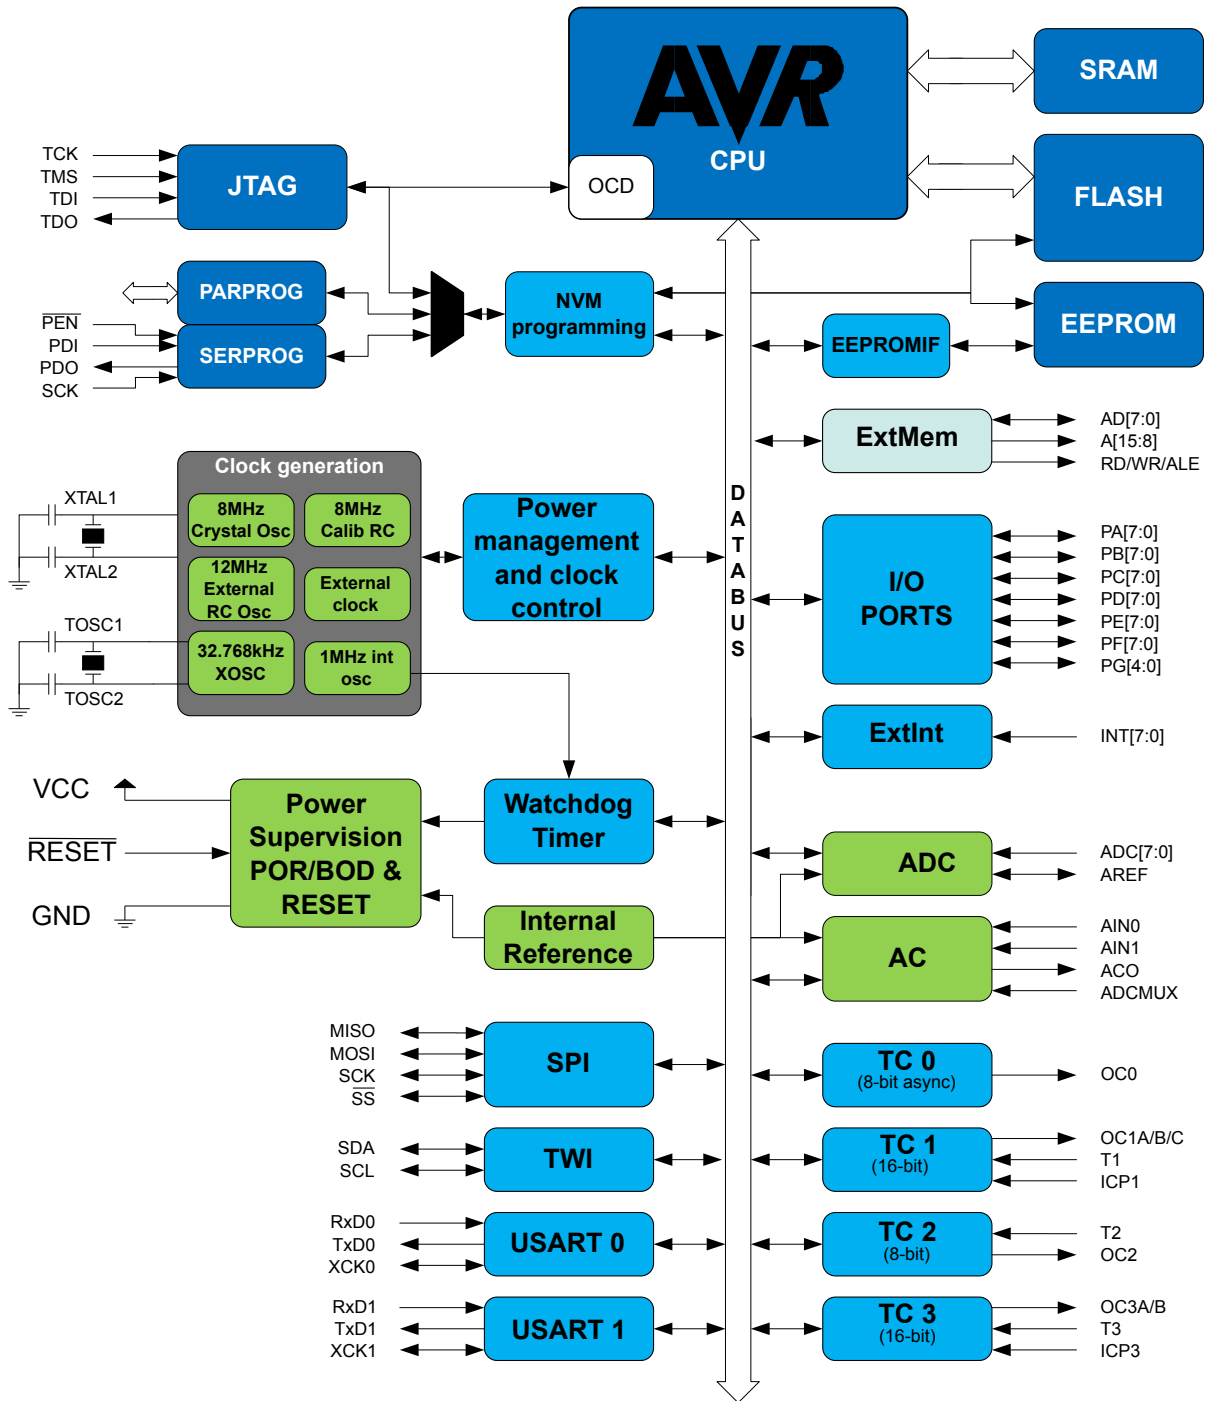 AVR
CPU
OCD
SRAM
FLASH
EEPROM
TCK
TMS
TDI
TDO
JTAG
PARPROG
PEN
PDI
PDO
SCK
SERPROG
NVM
programming
EEPROMIF
ExtMem
AD[7:0]
A[15:8]
RD/WR/ALE
Clock generation
8MHz
Crystal Osc
8MHz
Calib RC
12MHz
External
RC Osc
External
clock
32.768kHz
XOSC
1MHz int
osc
XTAL1
XTAL2
TOSC1
TOSC2
Power
management
and clock
control
DATABUS
I/O
PORTS
PA[7:0]
PB[7:0]
PC[7:0]
PD[7:0]
PE[7:0]
PF[7:0]
PG[4:0]
ExtInt
INT[7:0]
VCC
RESET
GND
Power
Supervision
POR/BOD &
RESET
Watchdog
Timer
Internal
Reference
ADC
ADC[7:0]
AREF
AC
AIN0
AIN1
ACO
ADCMUX
MISO
MOSI
SCK
SS
SPI
TC 0
(8-bit async)
OC0
SDA
SCL
TWI
TC 1
(16-bit)
OC1A/B/C
T1
ICP1
RxD0
TxD0
XCK0
USART 0
TC 2
(8-bit)
T2
OC2
RxD1
TxD1
XCK1
USART 1
TC 3
(16-bit)
OC3A/B
T3
ICP3